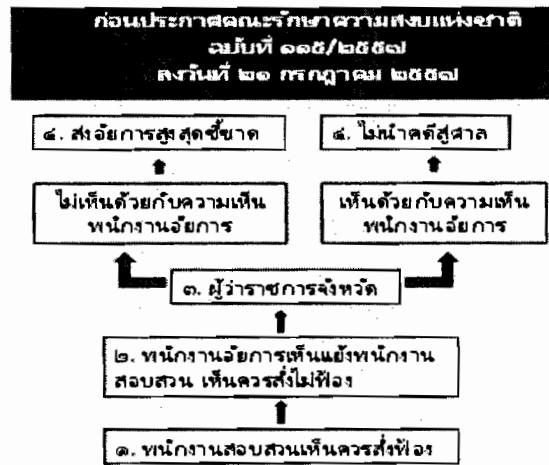 ก่อนประกาศคณะรักษาความสงบแห่งชาติ
ฉบับที่ ๑๑๕/๒๕๕๗
ลงวันที่ ๒๑ กรกฎาคม ๒๕๕๗
๔. ส่งอัยการสูงสุดชี้ขาด
๔. ไม่นำคดีสู่ศาล
ไม่เห็นด้วยกับความเห็น
พนักงานอัยการ
เห็นด้วยกับความเห็น
พนักงานอัยการ
๓. ผู้ว่าราชการจังหวัด
๒. พนักงานอัยการเห็นแย้งพนักงาน
สอบสวน เห็นควรสั่งไม่ฟ้อง
๑. พนักงานสอบสวนเห็นควรสั่งฟ้อง